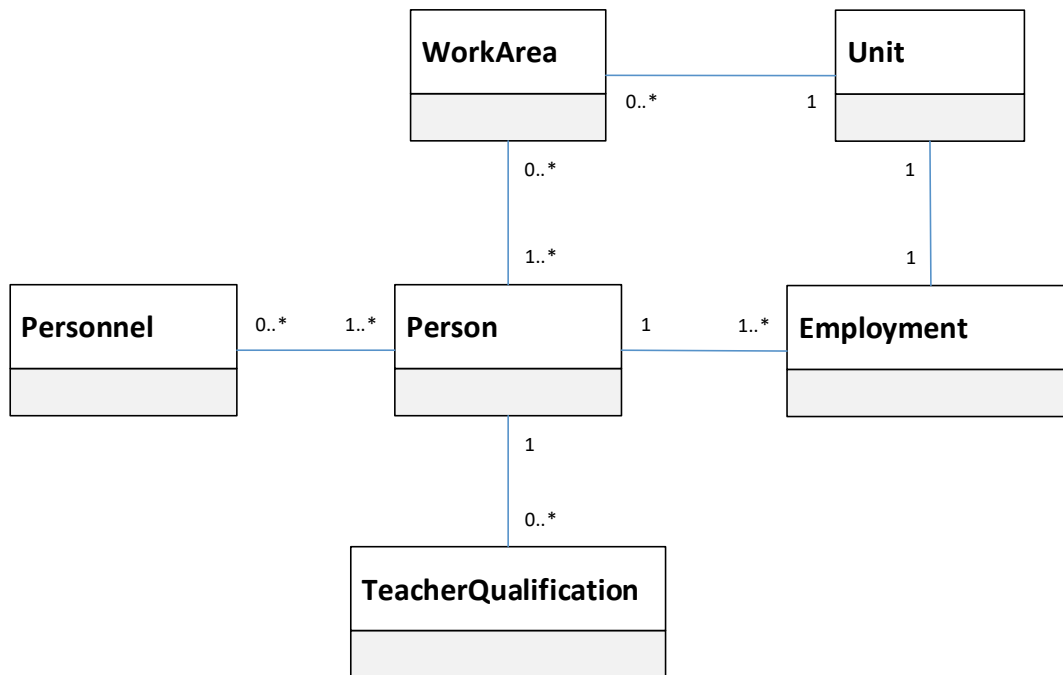 WorkArea
Unit
0..*
1
0..*
1
1..*
1
Personnel
0..*
1..*
Person
1
1..*
Employment
1
0..*
TeacherQualification